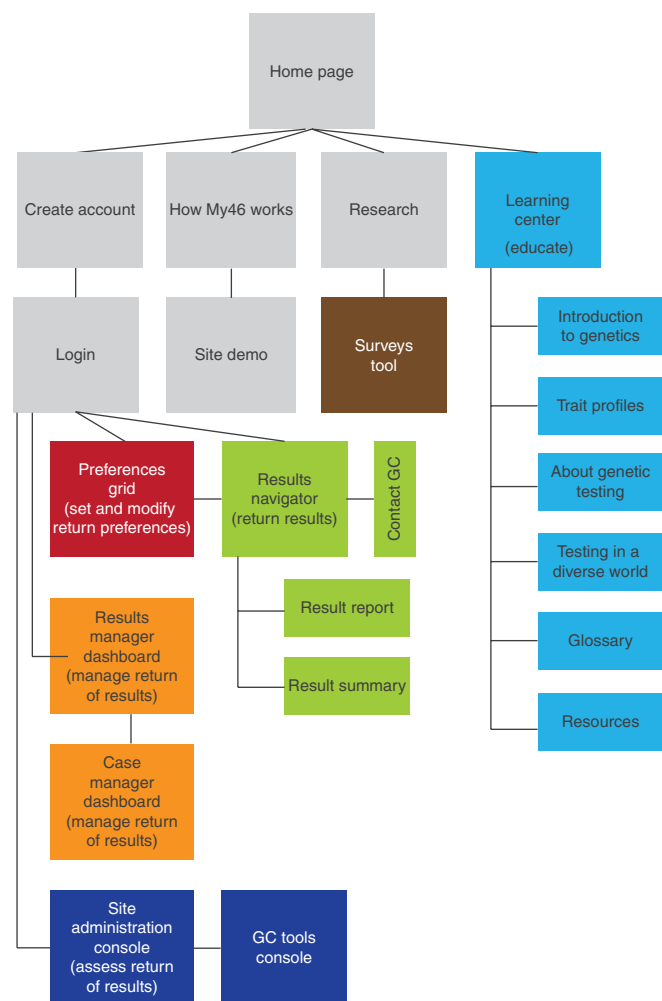 Home page
Create account
How My46 works
Research
Learning
center
(educate)
Login
Site demo
Surveys
tool
Introduction
to genetics
Trait profiles
About genetic
testing
Testing in a
diverse world
Glossary
Resources
Preferences
grid
(set and modify
return preferences)
Results
navigator
(return results)
Contact GC
Result report
Result summary
Results
manager
dashboard
(manage return
of results)
Case
manager
dashboard
(manage return
of results)
Site
administration
console
(assess return
of results)
GC tools
console